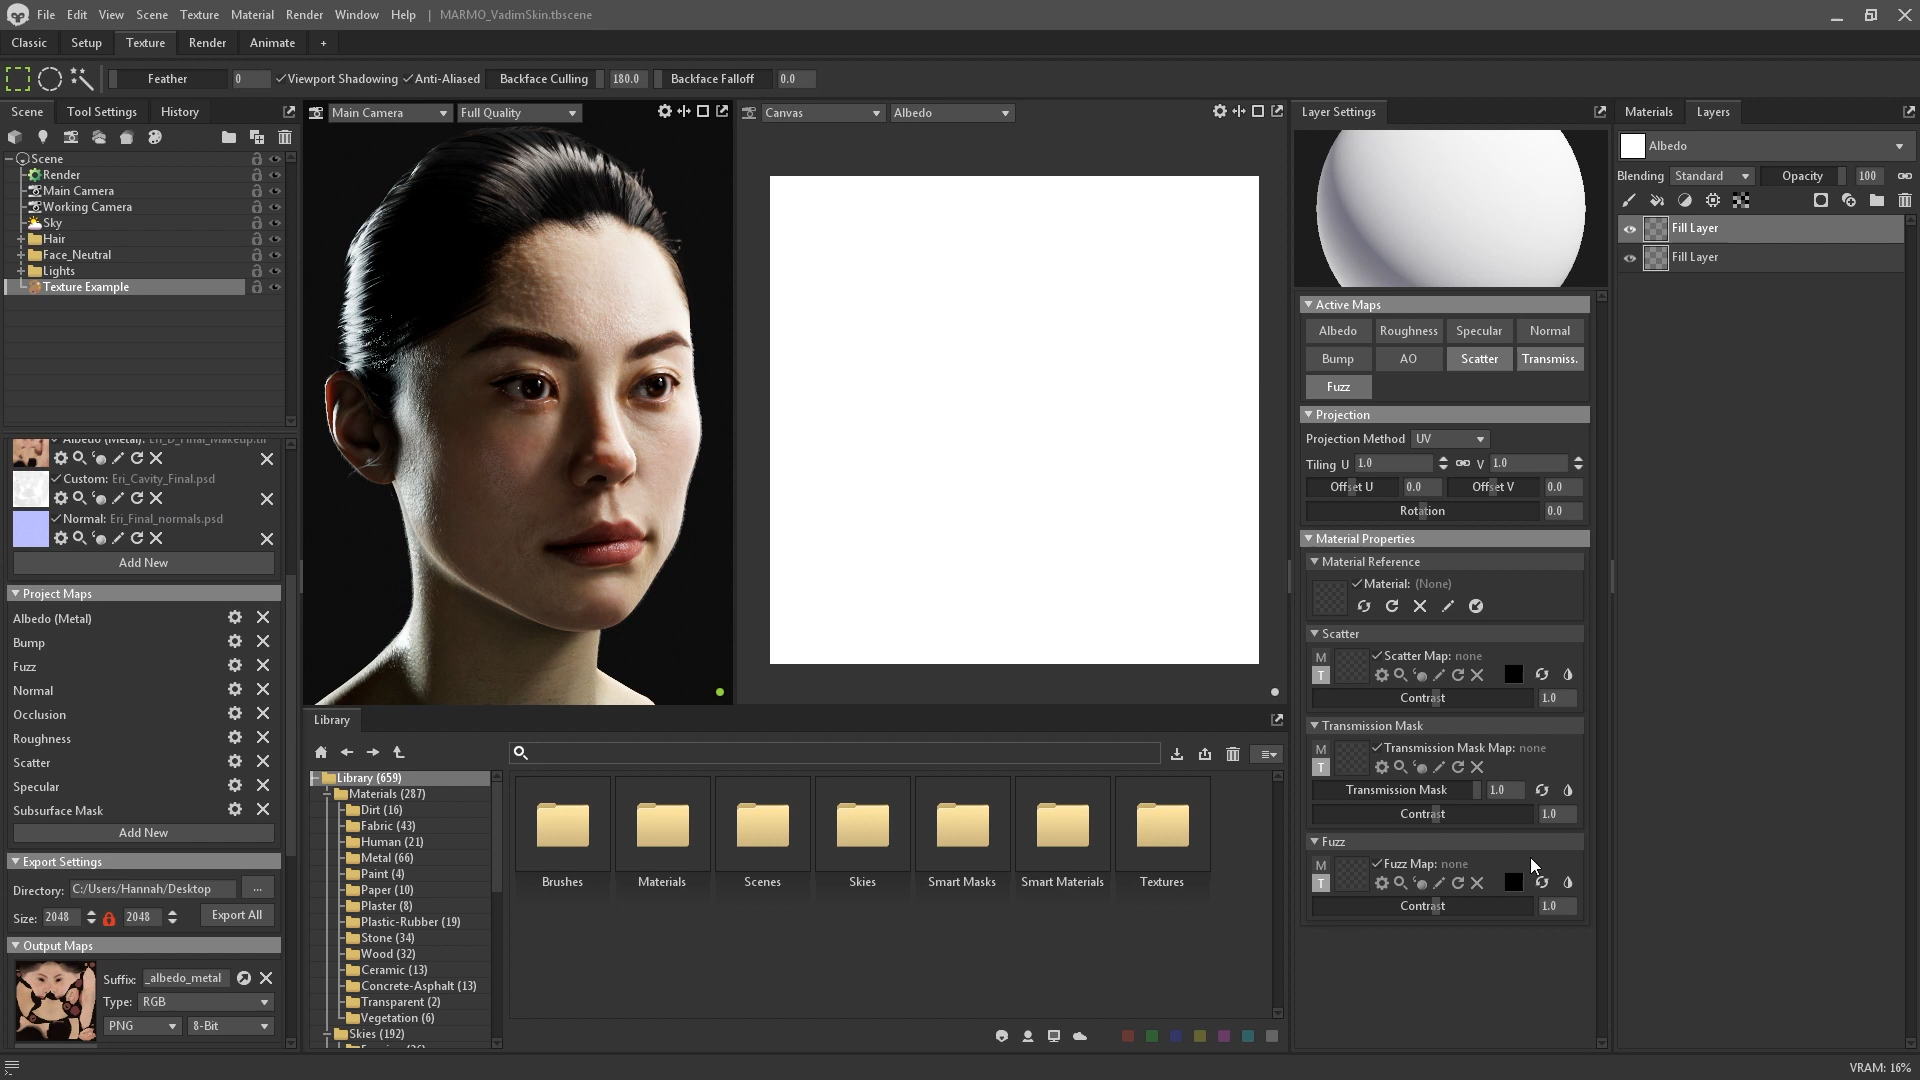 File Edit View Scene Texture Material Render Window Help | MARMO_VadimSkin.tbscene
Classic Setup Texture Render Animate +
Feather 0 Viewport Shadowing Anti-Aliased Backface Culling 180.0 Backface Falloff 0.0
Scene Tool Settings History
Scene
Render
Main Camera
Working Camera
Sky
Hair
Face_Neutral
Lights
Texture Example
Albedo (Metal): Eri_D_Final_Makeup.tif
Custom: Eri_Cavity_Final.psd
Normal: Eri_Final_normals.psd
Add New
Project Maps
Albedo (Metal)
Bump
Fuzz
Normal
Occlusion
Roughness
Scatter
Specular
Subsurface Mask
Add New
Export Settings
Directory: C:/Users/Hannah/Desktop ...
Size: 2048 2048 Export All
Output Maps
Suffix: _albedo_metal
Type: RGB
PNG 8-Bit
Main Camera Full Quality
Canvas Albedo
Library
Library (659)
Materials (287)
Dirt (16)
Fabric (43)
Human (21)
Metal (66)
Paint (4)
Paper (10)
Plaster (8)
Plastic-Rubber (19)
Stone (34)
Wood (32)
Ceramic (13)
Concrete-Asphalt (13)
Transparent (2)
Vegetation (6)
Skies (192)
Brushes Materials Scenes Skies Smart Masks Smart Materials Textures
Layer Settings
Active Maps
Albedo Roughness Specular Normal
Bump AO Scatter Transmiss.
Fuzz
Projection
Projection Method UV
Tiling U 1.0 V 1.0
Offset U 0.0 Offset V 0.0
Rotation 0.0
Material Properties
Material Reference
Material: (None)
Scatter
M Scatter Map: none
T
Contrast 1.0
Transmission Mask
M Transmission Mask Map: none
T
Transmission Mask 1.0
Contrast 1.0
Fuzz
M Fuzz Map: none
T
Contrast 1.0
Materials Layers
Albedo
Blending Standard Opacity 100
Fill Layer
Fill Layer
VRAM: 16%